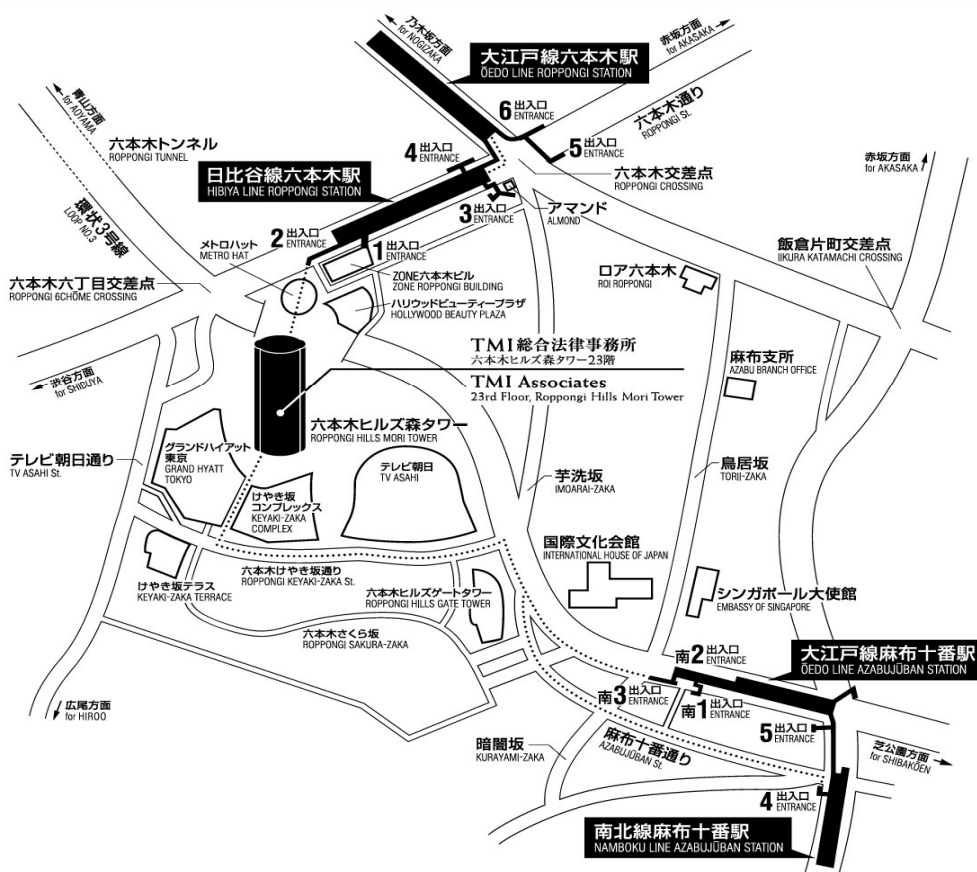 乃木坂方面
for NOGIZAKA
赤坂方面
for AKASAKA
大江戸線六本木駅
ŌEDO LINE ROPPONGI STATION
青山方面
for AOYAMA
6 出入口
ENTRANCE
六本木通り
ROPPONGI St.
六本木トンネル
ROPPONGI TUNNEL
4 出入口
ENTRANCE
5 出入口
ENTRANCE
日比谷線六本木駅
HIBIYA LINE ROPPONGI STATION
六本木交差点
ROPPONGI CROSSING
赤坂方面
for AKASAKA
環状3号線
LOOP NO.3
3 出入口
ENTRANCE
アマンド
ALMOND
2 出入口
ENTRANCE
1 出入口
ENTRANCE
メトロハット
METRO HAT
飯倉片町交差点
IIKURA KATAMACHI CROSSING
六本木六丁目交差点
ROPPONGI 6CHŌME CROSSING
ZONE六本木ビル
ZONE ROPPONGI BUILDING
ロア六本木
ROI ROPPONGI
ハリウッドビューティープラザ
HOLLYWOOD BEAUTY PLAZA
TMI総合法律事務所
六本木ヒルズ森タワー23階
TMI Associates
23rd Floor, Roppongi Hills Mori Tower
麻布支所
AZABU BRANCH OFFICE
渋谷方面
for SHIBUYA
六本木ヒルズ森タワー
ROPPONGI HILLS MORI TOWER
テレビ朝日通り
TV ASAHI St.
グランドハイアット
東京
GRAND HYATT
TOKYO
テレビ朝日
TV ASAHI
芋洗坂
IMOARAI-ZAKA
鳥居坂
TORII-ZAKA
けやき坂
コンプレックス
KEYAKI-ZAKA
COMPLEX
国際文化会館
INTERNATIONAL HOUSE OF JAPAN
けやき坂テラス
KEYAKI-ZAKA TERRACE
六本木けやき坂通り
ROPPONGI KEYAKI-ZAKA St.
六本木ヒルズゲートタワー
ROPPONGI HILLS GATE TOWER
シンガポール大使館
EMBASSY OF SINGAPORE
六本木さくら坂
ROPPONGI SAKURA-ZAKA
南2 出入口
ENTRANCE
大江戸線麻布十番駅
ŌEDO LINE AZABUJŪBAN STATION
南3 出入口
ENTRANCE
南1 出入口
ENTRANCE
広尾方面
for HIROO
5 出入口
ENTRANCE
暗闇坂
KURAYAMI-ZAKA
麻布十番通り
AZABUJŪBAN St.
芝公園方面
for SHIBAKŌEN
4 出入口
ENTRANCE
南北線麻布十番駅
NAMBOKU LINE AZABUJŪBAN STATION